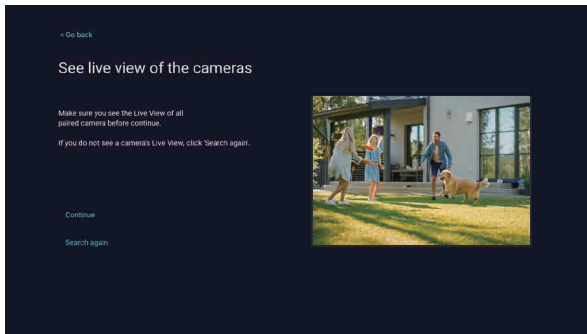 < Go back
See live view of the cameras
Make sure you see the Live View of all
paired camera before continue.
If you do not see a camera's Live View, click 'Search again'.
Continue
Search again